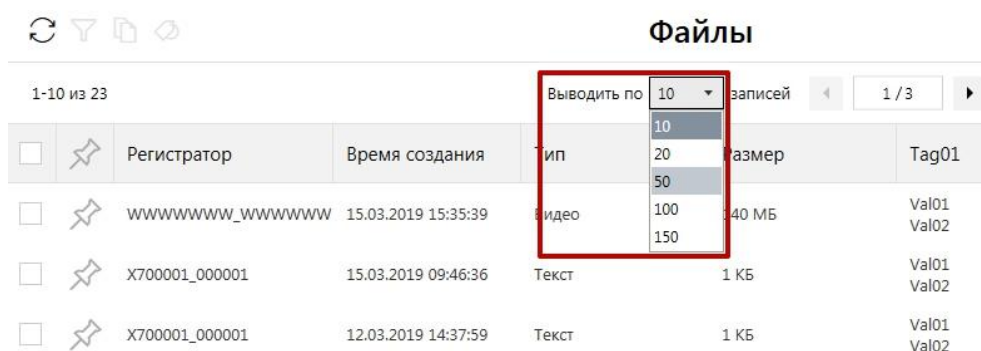 Файлы
1-10 из 23 Выводить по 10 записей 1 / 3
10
20
50
100
150
Регистратор Время создания Тип Размер Tag01
WWWWWWW_WWWWWW 15.03.2019 15:35:39 Видео 140 МБ Val01
Val02
X700001_000001 15.03.2019 09:46:36 Текст 1 КБ Val01
Val02
X700001_000001 12.03.2019 14:37:59 Текст 1 КБ Val01
Val02